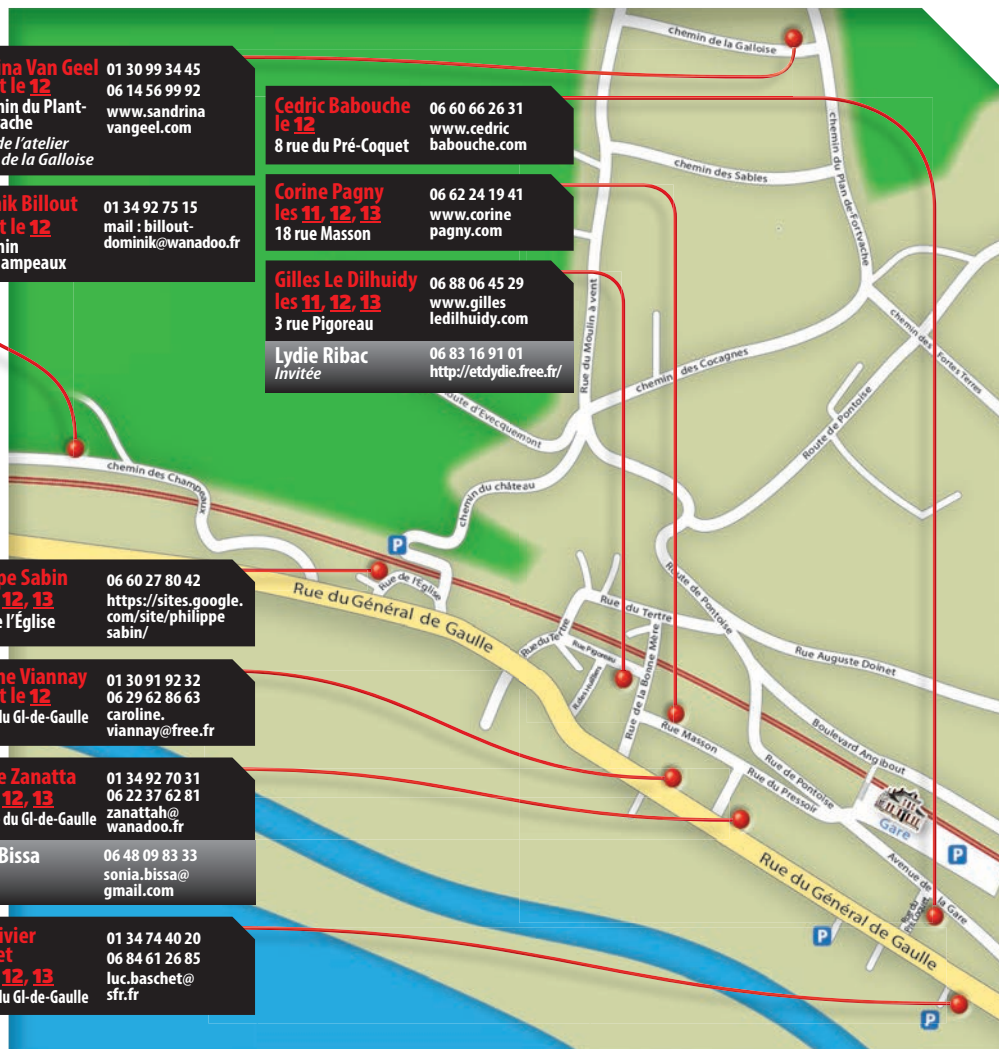 ina Van Geel 01 30 99 34 45
t le 12 06 14 56 99 92
in du Plant- www.sandrina
vache vangeel.com
de l'atelier
de la Galloise
ik Billout 01 34 92 75 15
t le 12 mail : billout-
in dominik@wanadoo.fr
ampeaux
Cedric Babouche 06 60 66 26 31
le 12 www.cedric
8 rue du Pré-Coquet babouche.com
Corine Pagny 06 62 24 19 41
les 11, 12, 13 www.corine
18 rue Masson pagny.com
Gilles Le Dilhuidy 06 88 06 45 29
les 11, 12, 13 www.gilles
3 rue Pigoreau ledilhuidy.com
Lydie Ribac 06 83 16 91 01
Invitée http://etclydie.free.fr/
pe Sabin 06 60 27 80 42
12, 13 https://sites.google.
e l'Église com/site/philippe
sabin/
ne Viannay 01 30 91 92 32
t le 12 06 29 62 86 63
du Gl-de-Gaulle caroline.
viannay@free.fr
e Zanatta 01 34 92 70 31
12, 13 06 22 37 62 81
du Gl-de-Gaulle zanattah@
wanadoo.fr
Bissa 06 48 09 83 33
sonia.bissa@
gmail.com
ivier 01 34 74 40 20
et 06 84 61 26 85
12, 13 luc.baschet@
du Gl-de-Gaulle sfr.fr
chemin de la Galloise
chemin des Sables
chemin du Plan de-Fortvache
Rue du Moulin à vent
chemin des Cocagnes
chemin des Fortes Terres
Route de Pontoise
oute d'Evecquemont
chemin du château
chemin des Champeaux
P
Rue de l'Église
Rue du Général de Gaulle
Route de Pontoise
Rue du Tertre
Rue du Tertre
Rue Pigoreau
Rue de la Bonne Mère
Rue Auguste Doinet
Rue Masson
Boulevard Angibout
Rue de Pontoise
Rue du Pressoir
Gare
P
Avenue de la Gare
Rue du Pré Coquet
Rue du Général de Gaulle
P
P